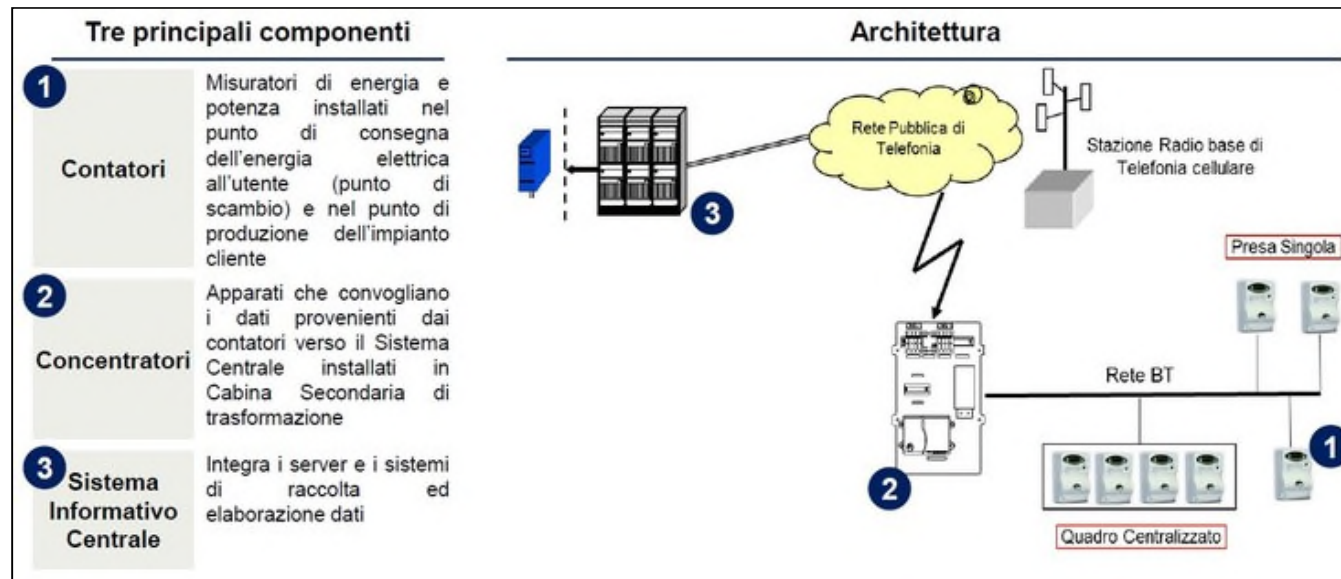 Tre principali componenti
1
Contatori
Misuratori di energia e
potenza installati nel
punto di consegna
dell'energia elettrica
all'utente (punto di
scambio) e nel punto di
produzione dell'impianto
cliente
2
Concentratori
Apparati che convogliano
i dati provenienti dai
contatori verso il Sistema
Centrale installati in
Cabina Secondaria di
trasformazione
3
Sistema
Informativo
Centrale
Integra i server e i sistemi
di raccolta ed
elaborazione dati
Architettura
Rete Pubblica di
Telefonia
Stazione Radio base di
Telefonia cellulare
3
Presa Singola
Rete BT
2
1
Quadro Centralizzato